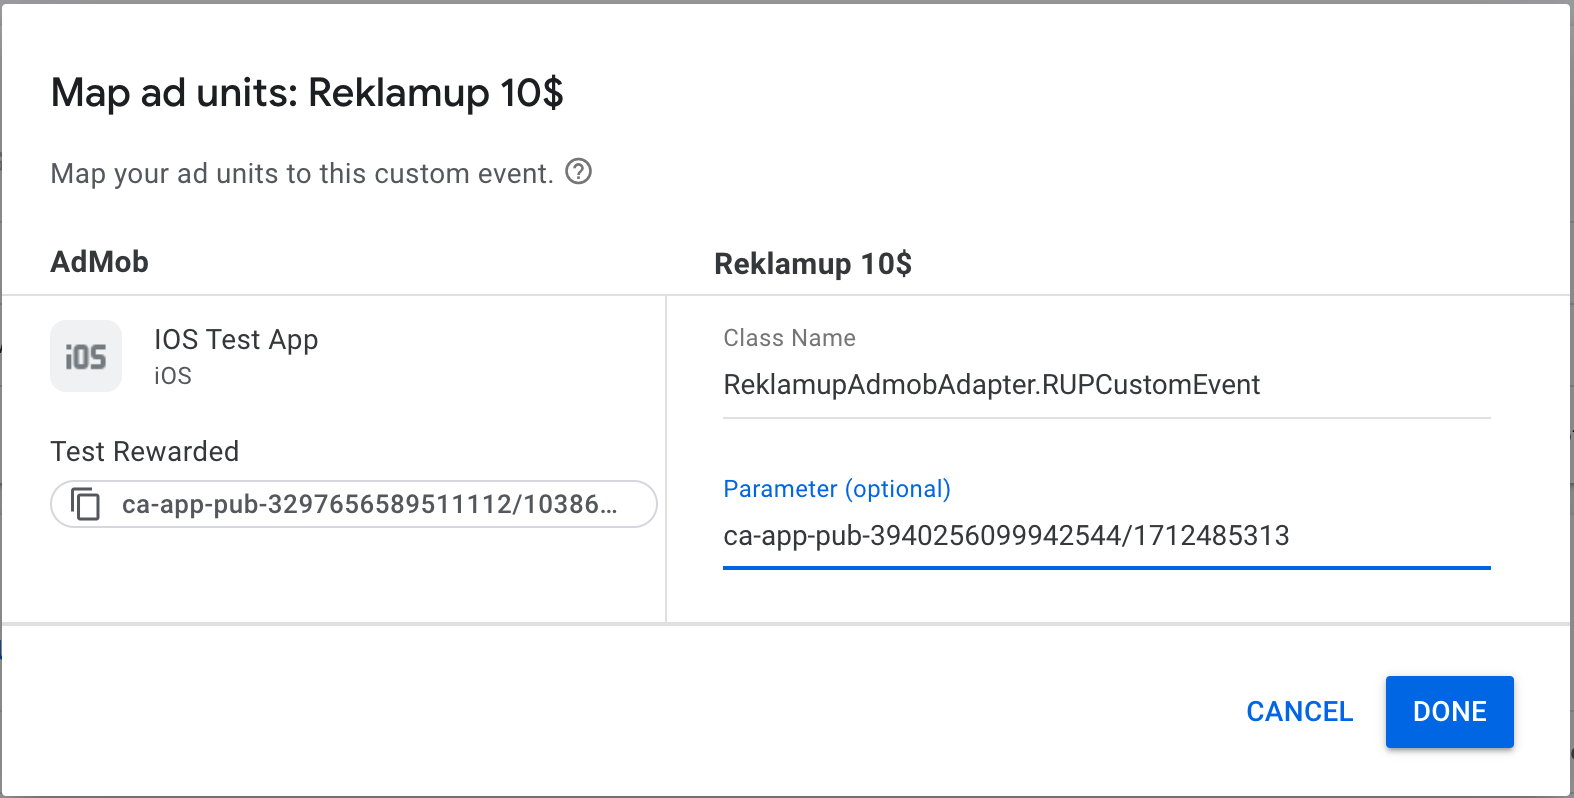 Map ad units: Reklamup 10$
Map your ad units to this custom event.
AdMob
Reklamup 10$
iOS
IOS Test App
iOS
Test Rewarded
ca-app-pub-3297656589511112/10386...
Class Name
ReklamupAdmobAdapter.RUPCustomEvent
Parameter (optional)
ca-app-pub-3940256099942544/1712485313
CANCEL
DONE